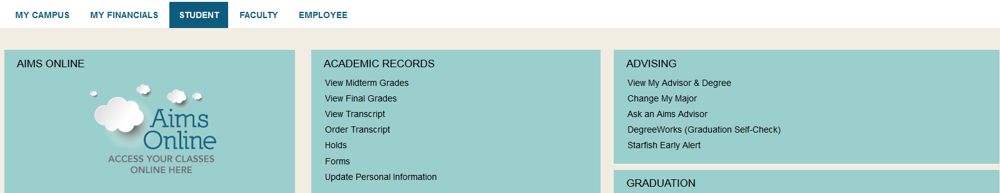 MY CAMPUS MY FINANCIALS STUDENT FACULTY EMPLOYEE
AIMS ONLINE
Aims
Online
ACCESS YOUR CLASSES
ONLINE HERE
ACADEMIC RECORDS
View Midterm Grades
View Final Grades
View Transcript
Order Transcript
Holds
Forms
Update Personal Information
ADVISING
View My Advisor & Degree
Change My Major
Ask an Aims Advisor
DegreeWorks (Graduation Self-Check)
Starfish Early Alert
GRADUATION